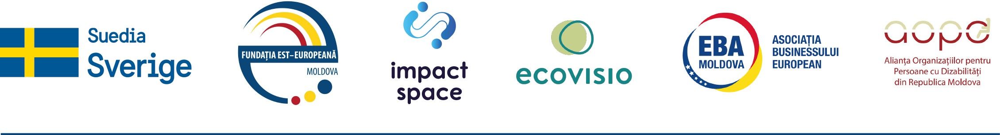 Suedia
Sverige
FUNDAȚIA EST–EUROPEANĂ
MOLDOVA
impact
space
ecovisio
EBA
MOLDOVA
ASOCIAȚIA
BUSINESSULUI
EUROPEAN
aopd
Alianța Organizațiilor pentru
Persoane cu Dizabilități
din Republica Moldova